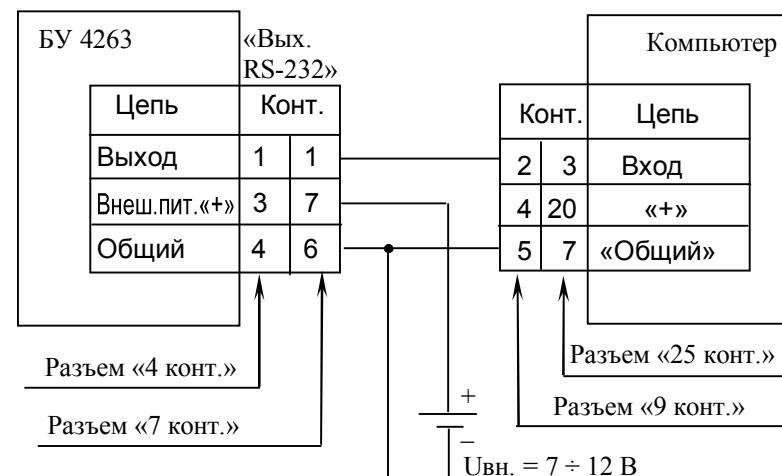 БУ 4263
«Вых.
RS-232»
Компьютер
Цепь Конт.
Выход 1 1
Внеш.пит.«+» 3 7
Общий 4 6
Конт. Цепь
2 3 Вход
4 20 «+»
5 7 «Общий»
Разъем «4 конт.»
Разъем «7 конт.»
Разъем «25 конт.»
Разъем «9 конт.»
+
–
Uвн. = 7 ÷ 12 В